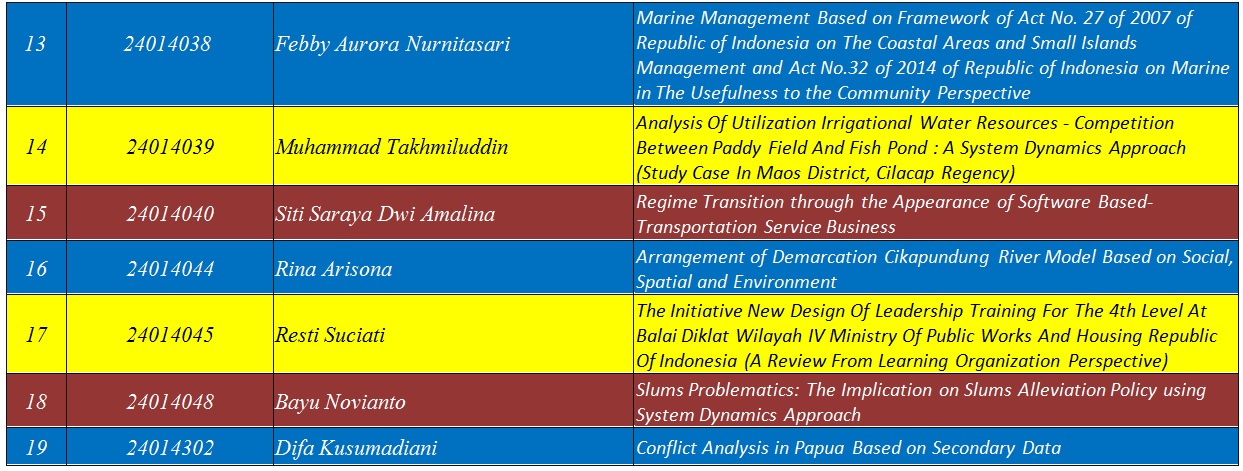 13 24014038 Febby Aurora Nurnitasari Marine Management Based on Framework of Act No. 27 of 2007 of
Republic of Indonesia on The Coastal Areas and Small Islands
Management and Act No.32 of 2014 of Republic of Indonesia on Marine
in The Usefulness to the Community Perspective
14 24014039 Muhammad Takhmiluddin Analysis Of Utilization Irrigational Water Resources - Competition
Between Paddy Field And Fish Pond : A System Dynamics Approach
(Study Case In Maos District, Cilacap Regency)
15 24014040 Siti Saraya Dwi Amalina Regime Transition through the Appearance of Software Based-
Transportation Service Business
16 24014044 Rina Arisona Arrangement of Demarcation Cikapundung River Model Based on Social,
Spatial and Environment
17 24014045 Resti Suciati The Initiative New Design Of Leadership Training For The 4th Level At
Balai Diklat Wilayah IV Ministry Of Public Works And Housing Republic
Of Indonesia (A Review From Learning Organization Perspective)
18 24014048 Bayu Novianto Slums Problematics: The Implication on Slums Alleviation Policy using
System Dynamics Approach
19 24014302 Difa Kusumadiani Conflict Analysis in Papua Based on Secondary Data